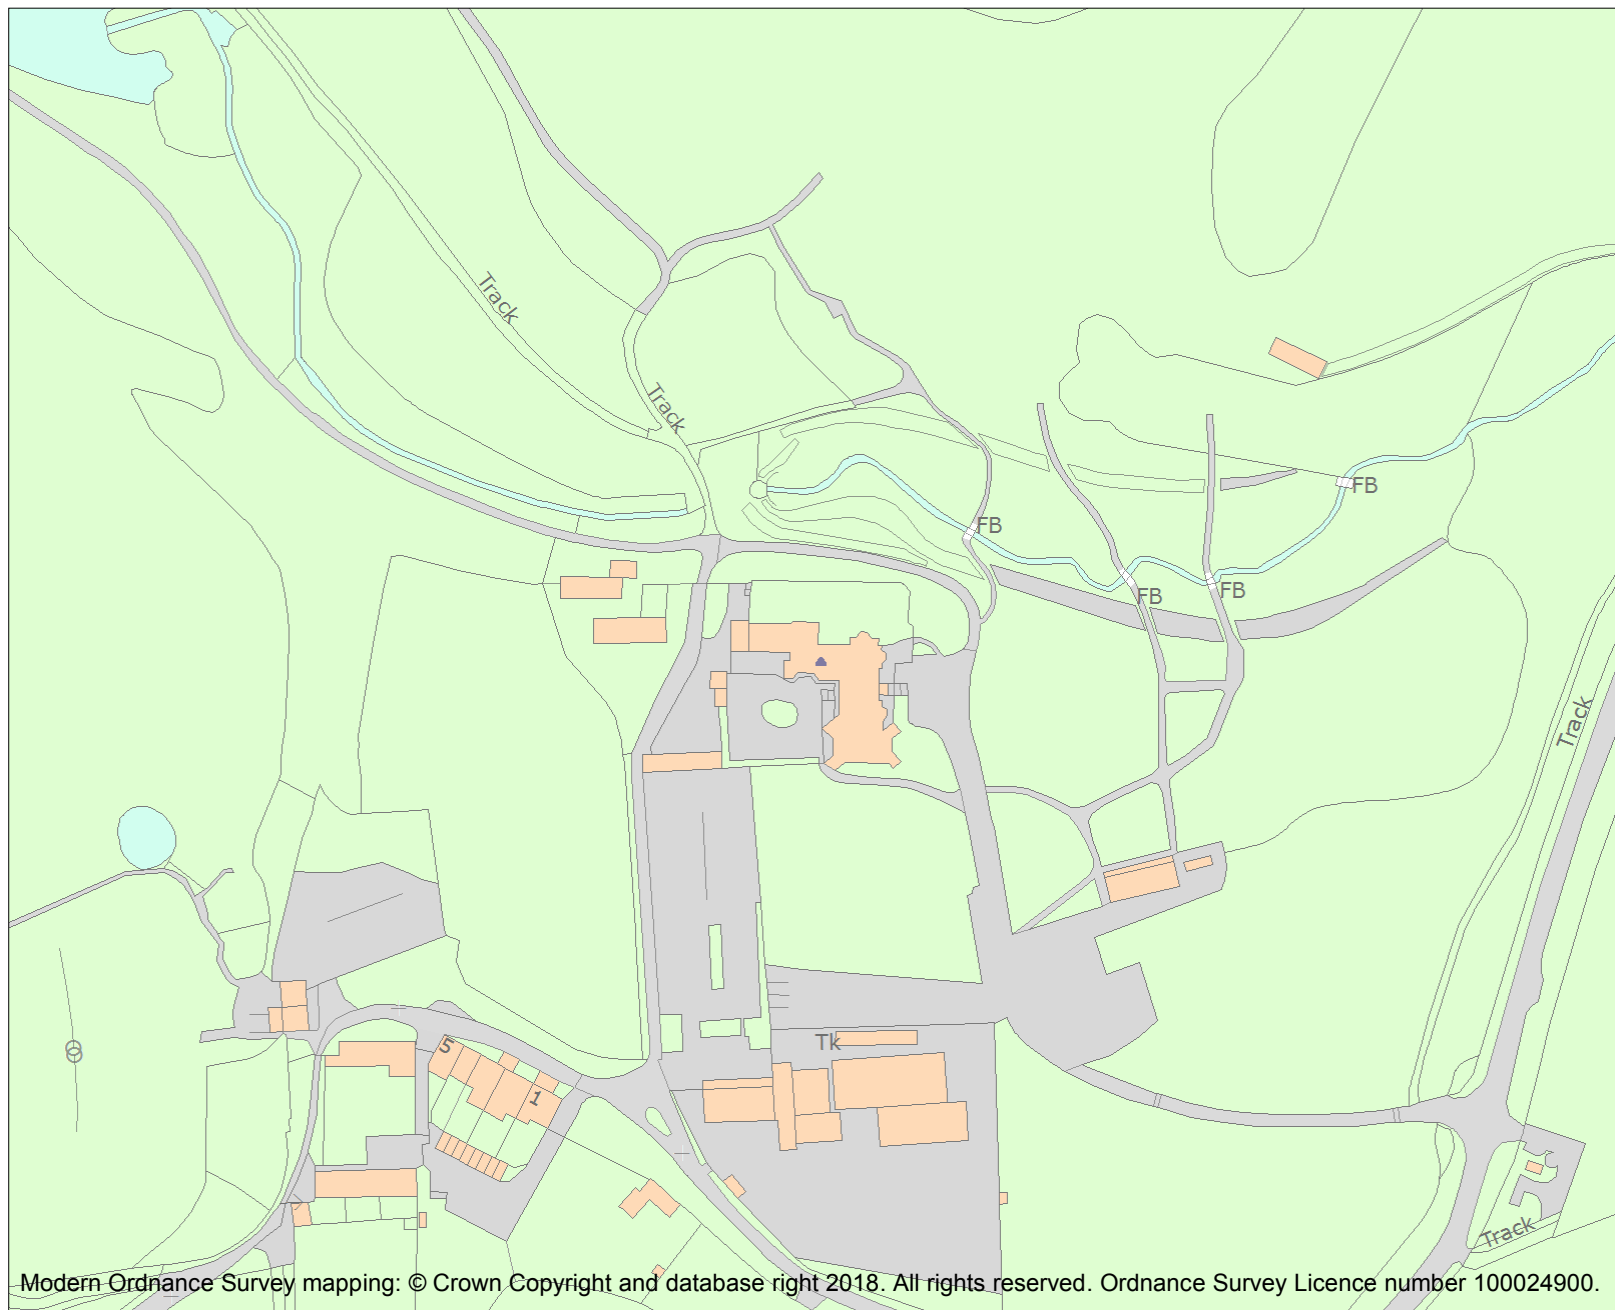 Track
Track
FB
FB
FB
FB
Track
Tk
5
1
Track
Modern Ordnance Survey mapping: © Crown Copyright and database right 2018. All rights reserved. Ordnance Survey Licence number 100024900.